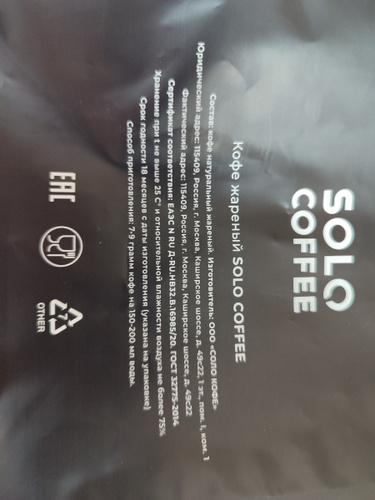 SOLO
COFFEE
Кофе жареный SOLO COFFEE
Состав: кофе натуральный жареный. Изготовитель: ООО «СОЛО КОФЕ»
Юридический адрес: 115409, Россия, г. Москва, Каширское шоссе, д. 49с22, 1 эт., пом. I, ком. 1
Фактический адрес: 115409, Россия, г. Москва, Каширское шоссе, д. 49с22
Сертификат соответствия: ЕАЭС N RU Д-RU.НВ32.В.16985/20. ГОСТ 32775-2014
Хранение при t не выше 25 С° и относительной влажности воздуха не более 75%
Срок годности 18 месяцев с даты изготовления (указана на упаковке)
Способ приготовления: 7-9 грамм кофе на 150-200 мл воды.
EAC
7
OTHER